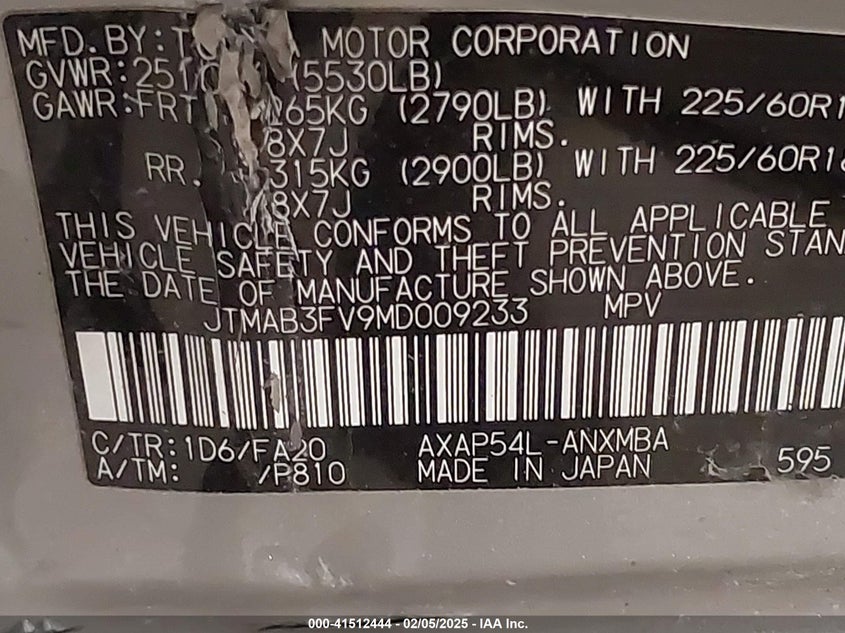 MFD.BY: MOTOR CORPORATION
GVWR:251 (5530LB)
GAWR:FRT 265KG (2790LB) WITH 225/60R1
8X7J RIMS.
RR. 315KG (2900LB) WITH 225/60R18
8X7J RIMS.
THIS VEHICLE CONFORMS TO ALL APPLICABLE
VEHICLE SAFETY AND THEFT PREVENTION STAN
THE DATE OF MANUFACTURE SHOWN ABOVE.
JTMAB3FV9MD009233 MPV
C/TR:1D6/FA20 AXAP54L-ANXMBA
A/TM: /P810 MADE IN JAPAN 595
000-41512444 - 02/05/2025 - IAA Inc.